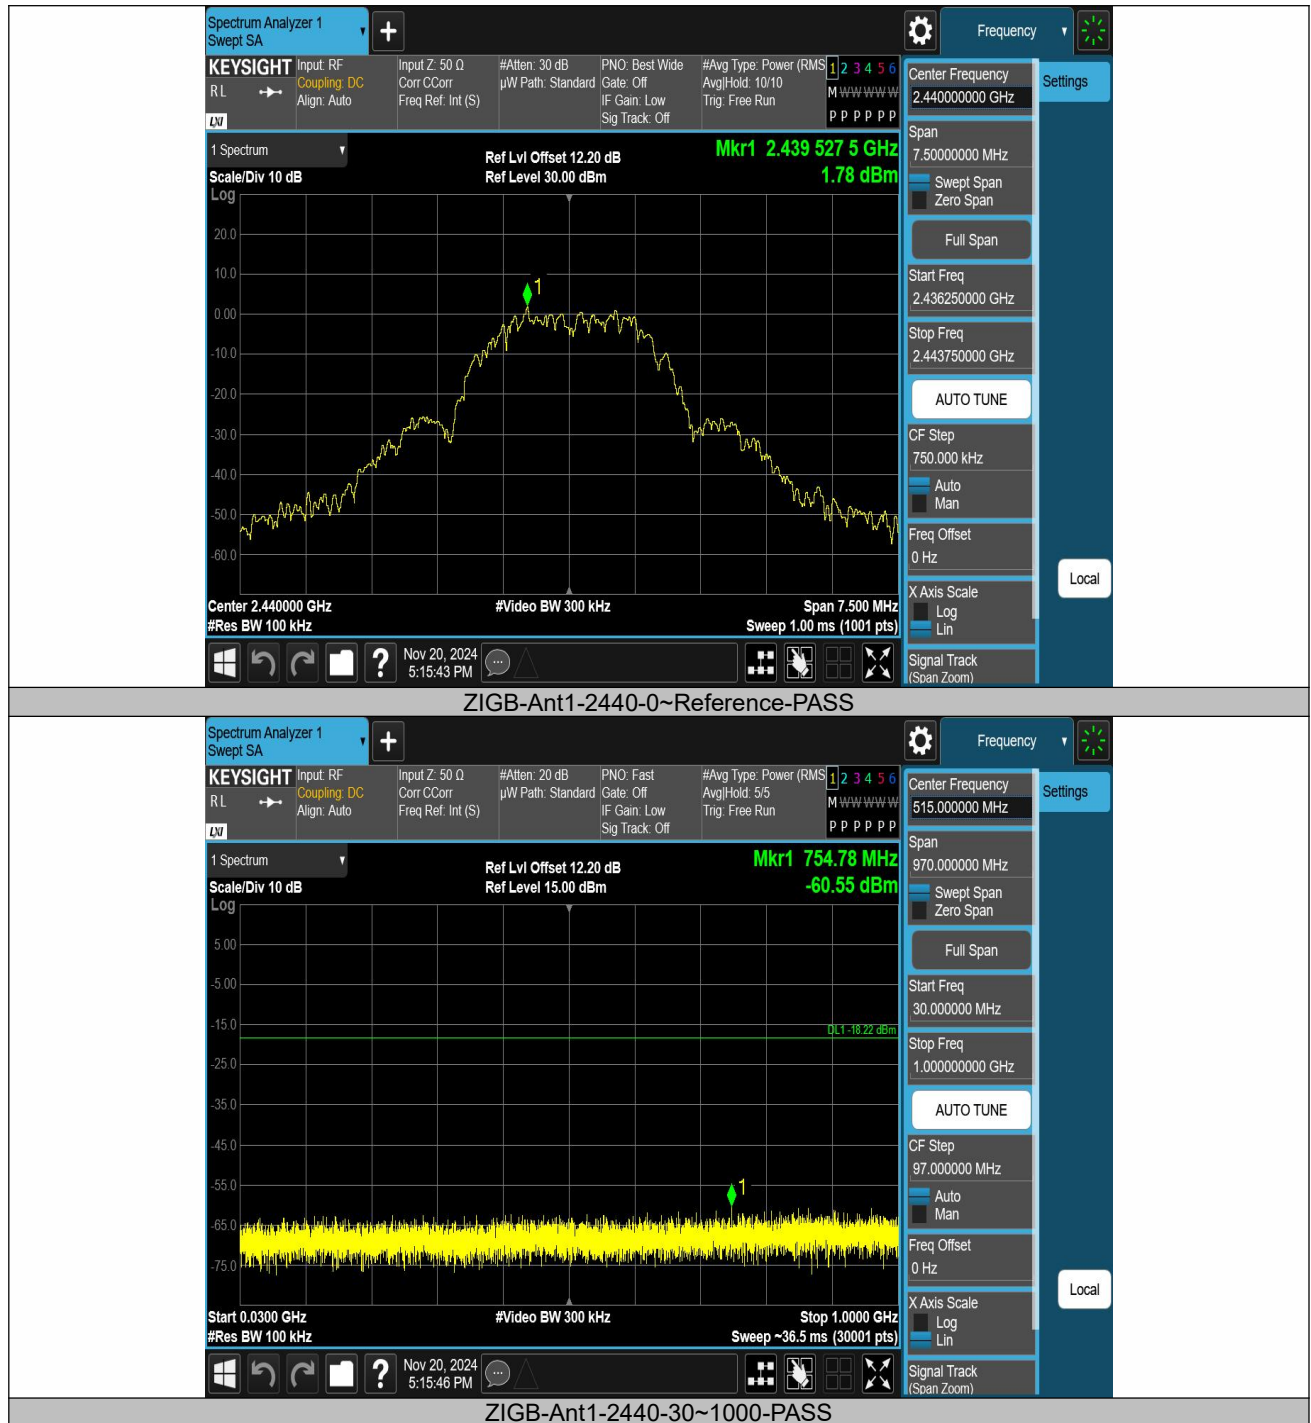 Spectrum Analyzer 1
Swept SA
Frequency
KEYSIGHT
RL
LXI
Input: RF
Coupling: DC
Align: Auto
Input Z: 50 Ω
Corr CCorr
Freq Ref: Int (S)
#Atten: 30 dB
µW Path: Standard
PNO: Best Wide
Gate: Off
IF Gain: Low
Sig Track: Off
#Avg Type: Power (RMS
Avg|Hold: 10/10
Trig: Free Run
1 2 3 4 5 6
M W W W W W
P P P P P P
1 Spectrum
Scale/Div 10 dB
Log
Ref Lvl Offset 12.20 dB
Ref Level 30.00 dBm
Mkr1 2.439 527 5 GHz
1.78 dBm
20.0
10.0
0.00
-10.0
-20.0
-30.0
-40.0
-50.0
-60.0
1
Center 2.440000 GHz
#Res BW 100 kHz
#Video BW 300 kHz
Span 7.500 MHz
Sweep 1.00 ms (1001 pts)
Nov 20, 2024
5:15:43 PM
Center Frequency
2.440000000 GHz
Settings
Span
7.50000000 MHz
Swept Span
Zero Span
Full Span
Start Freq
2.436250000 GHz
Stop Freq
2.443750000 GHz
AUTO TUNE
CF Step
750.000 kHz
Auto
Man
Freq Offset
0 Hz
X Axis Scale
Log
Lin
Local
Signal Track
(Span Zoom)
ZIGB-Ant1-2440-0~Reference-PASS
Spectrum Analyzer 1
Swept SA
Frequency
KEYSIGHT
RL
LXI
Input: RF
Coupling: DC
Align: Auto
Input Z: 50 Ω
Corr CCorr
Freq Ref: Int (S)
#Atten: 20 dB
µW Path: Standard
PNO: Fast
Gate: Off
IF Gain: Low
Sig Track: Off
#Avg Type: Power (RMS
Avg|Hold: 5/5
Trig: Free Run
1 2 3 4 5 6
M W W W W W
P P P P P P
1 Spectrum
Scale/Div 10 dB
Log
Ref Lvl Offset 12.20 dB
Ref Level 15.00 dBm
Mkr1 754.78 MHz
-60.55 dBm
5.00
-5.00
-15.0
-25.0
-35.0
-45.0
-55.0
-65.0
-75.0
DL1 -18.22 dBm
1
Start 0.0300 GHz
#Res BW 100 kHz
#Video BW 300 kHz
Stop 1.0000 GHz
Sweep ~36.5 ms (30001 pts)
Nov 20, 2024
5:15:46 PM
Center Frequency
515.000000 MHz
Settings
Span
970.000000 MHz
Swept Span
Zero Span
Full Span
Start Freq
30.000000 MHz
Stop Freq
1.000000000 GHz
AUTO TUNE
CF Step
97.000000 MHz
Auto
Man
Freq Offset
0 Hz
X Axis Scale
Log
Lin
Local
Signal Track
(Span Zoom)
ZIGB-Ant1-2440-30~1000-PASS